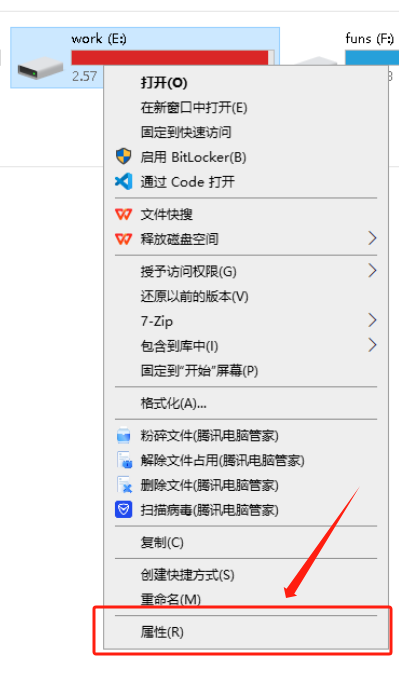 work (E:)
funs (F:)
2.57
打开(O)
在新窗口中打开(E)
固定到快速访问
启用 BitLocker(B)
通过 Code 打开
文件快搜
释放磁盘空间
授予访问权限(G)
还原以前的版本(V)
7-Zip
包含到库中(I)
固定到"开始"屏幕(P)
格式化(A)...
粉碎文件(腾讯电脑管家)
解除文件占用(腾讯电脑管家)
删除文件(腾讯电脑管家)
扫描病毒(腾讯电脑管家)
复制(C)
创建快捷方式(S)
重命名(M)
属性(R)